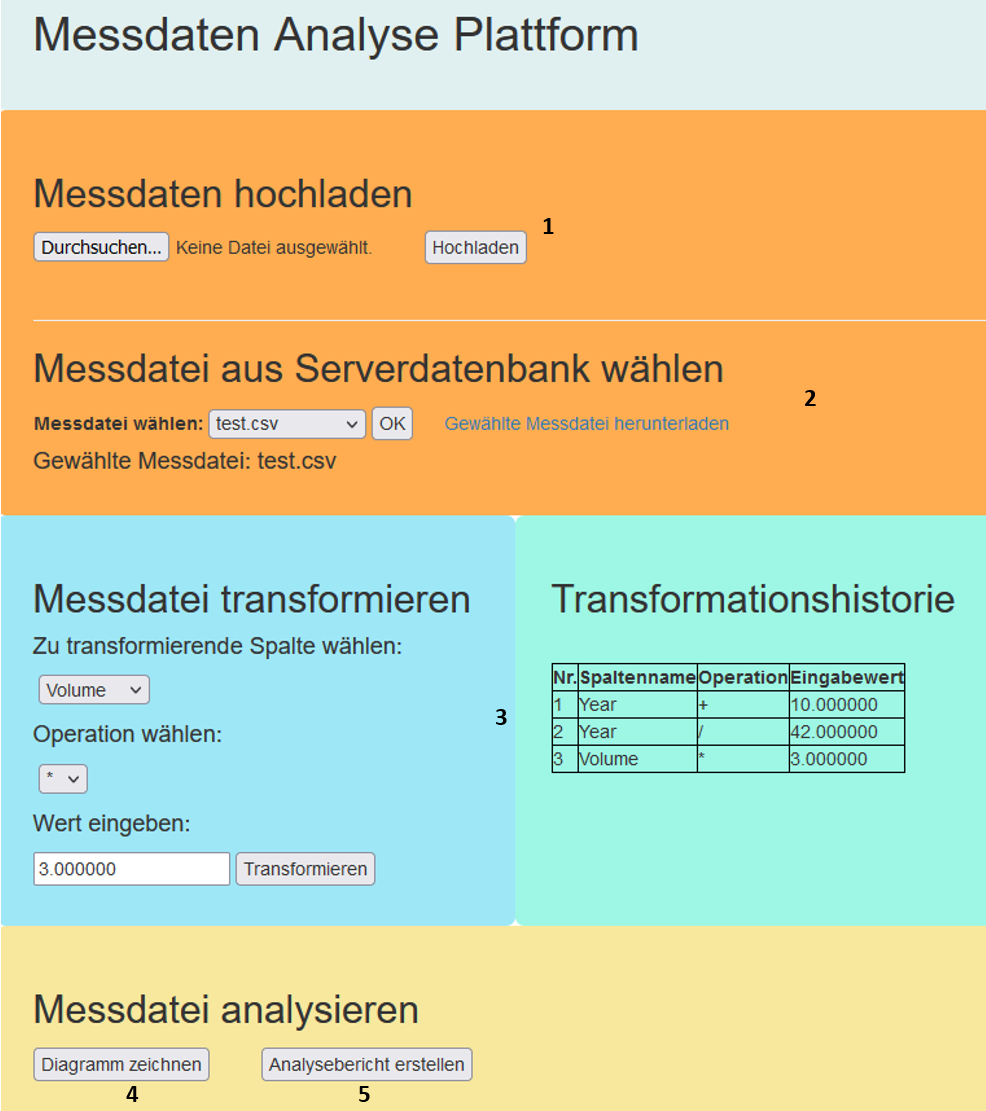 Messdaten Analyse Plattform
Messdaten hochladen
1
Durchsuchen... Keine Datei ausgewählt. Hochladen
Messdatei aus Serverdatenbank wählen
2
Messdatei wählen: test.csv OK Gewählte Messdatei herunterladen
Gewählte Messdatei: test.csv
Messdatei transformieren
Zu transformierende Spalte wählen:
Volume
3
Operation wählen:
*
Wert eingeben:
3.000000 Transformieren
Transformationshistorie
Nr. Spaltenname Operation Eingabewert
1 Year + 10.000000
2 Year / 42.000000
3 Volume * 3.000000
Messdatei analysieren
Diagramm zeichnen Analysebericht erstellen
4 5